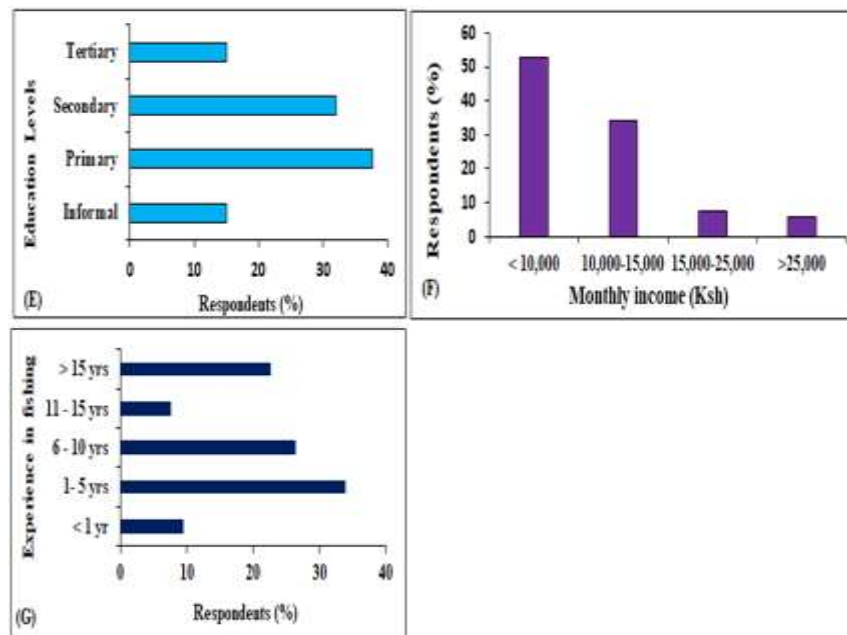 Education Levels
Tertiary
Secondary
Primary
Informal
0 10 20 30 40
Respondents (%)
(E)
Respondents (%)
60
50
40
30
20
10
0
< 10,000 10,000-15,000 15,000-25,000 >25,000
Monthly income (Ksh)
(F)
Experience in fishing
> 15 yrs
11 - 15 yrs
6 - 10 yrs
1- 5 yrs
< 1 yr
0 10 20 30 40
Respondents (%)
(G)